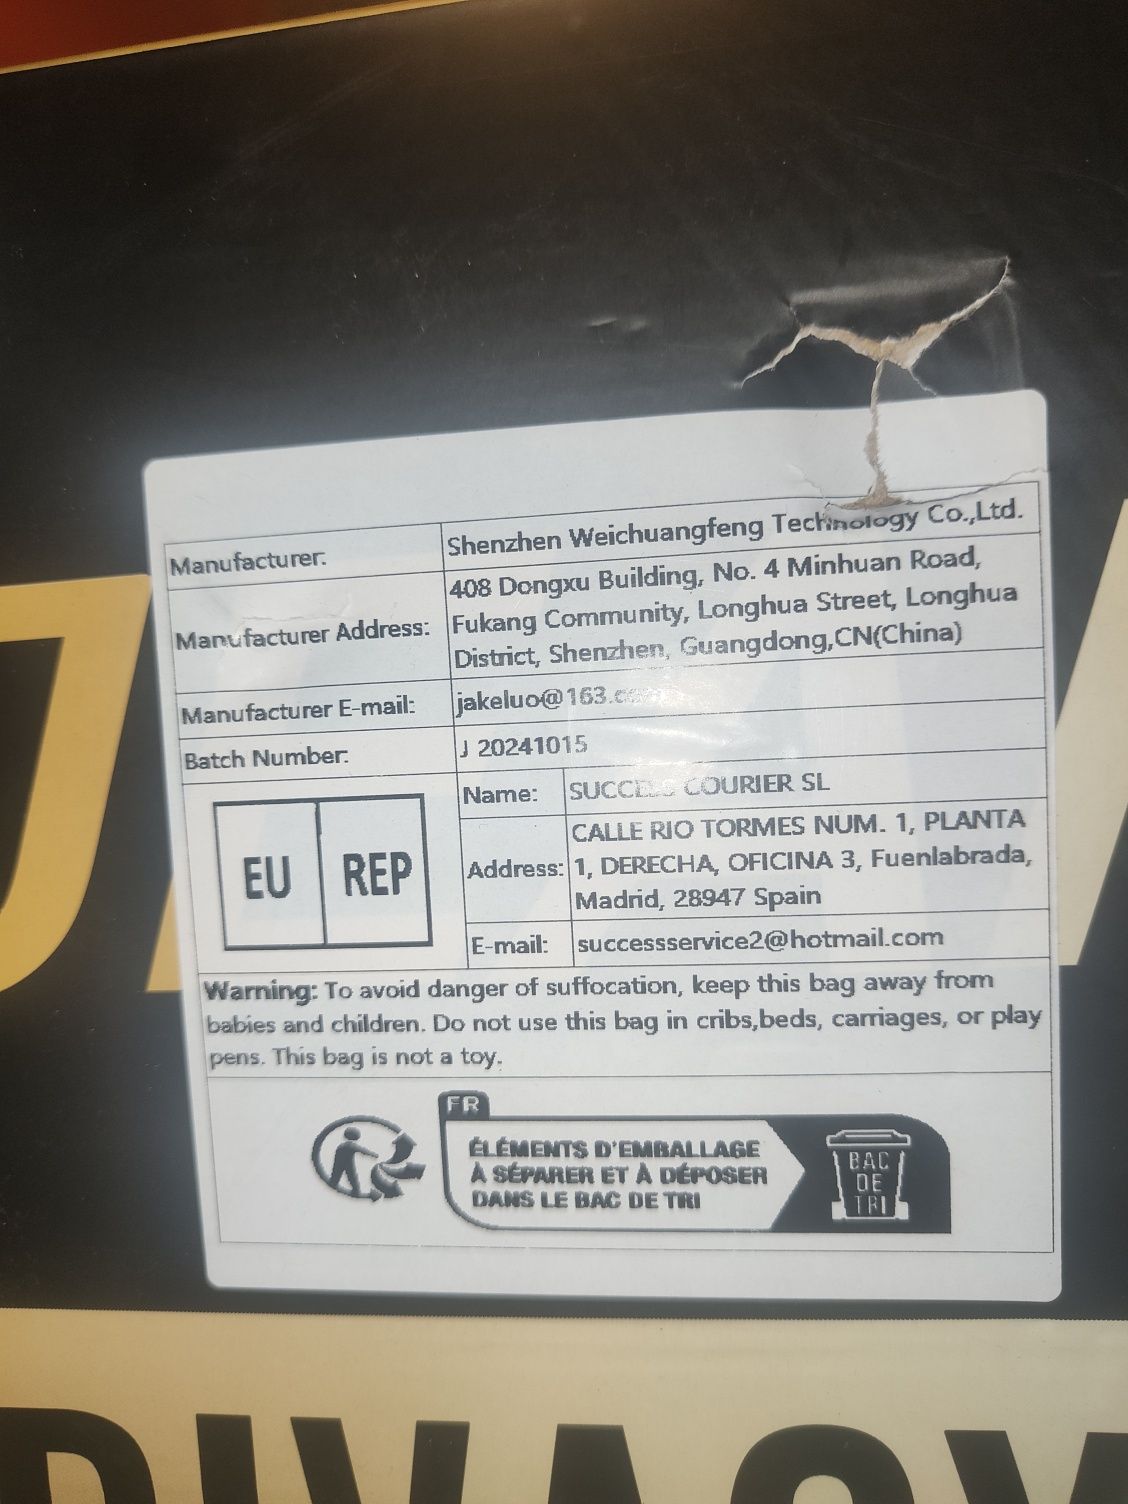 Manufacturer: Shenzhen Weichuangfeng Technology Co.,Ltd.
Manufacturer Address: 408 Dongxu Building, No. 4 Minhuan Road,
Fukang Community, Longhua Street, Longhua
District, Shenzhen, Guangdong,CN(China)
Manufacturer E-mail: jakeluo@163.com
Batch Number: J 20241015
EU REP
Name: SUCCESS COURIER SL
Address: CALLE RIO TORMES NUM. 1, PLANTA
1, DERECHA, OFICINA 3, Fuenlabrada,
Madrid, 28947 Spain
E-mail: successservice2@hotmail.com
Warning: To avoid danger of suffocation, keep this bag away from
babies and children. Do not use this bag in cribs,beds, carriages, or play
pens. This bag is not a toy.
FR
ÉLÉMENTS D'EMBALLAGE
À SÉPARER ET À DÉPOSER
DANS LE BAC DE TRI
BAC
DE
TRI